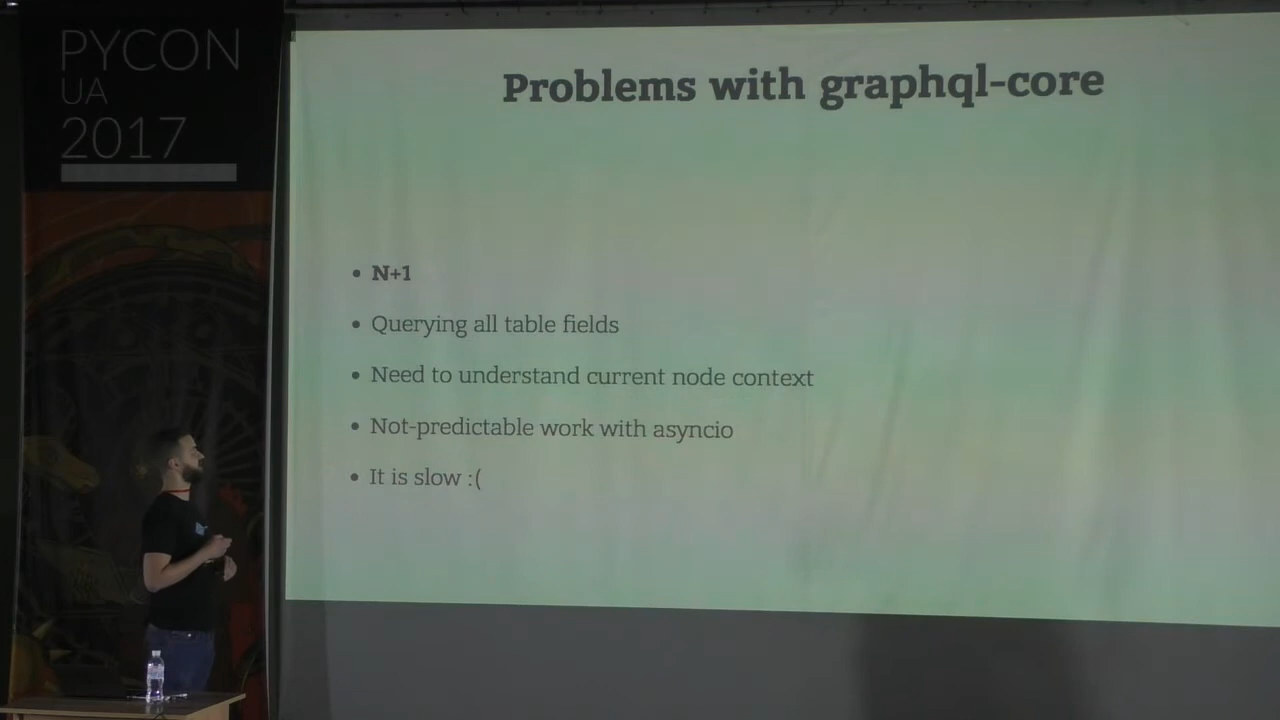 PYCON
UA
2017
Problems with graphql-core
• N+1
• Querying all table fields
• Need to understand current node context
• Not-predictable work with asyncio
• It is slow :(